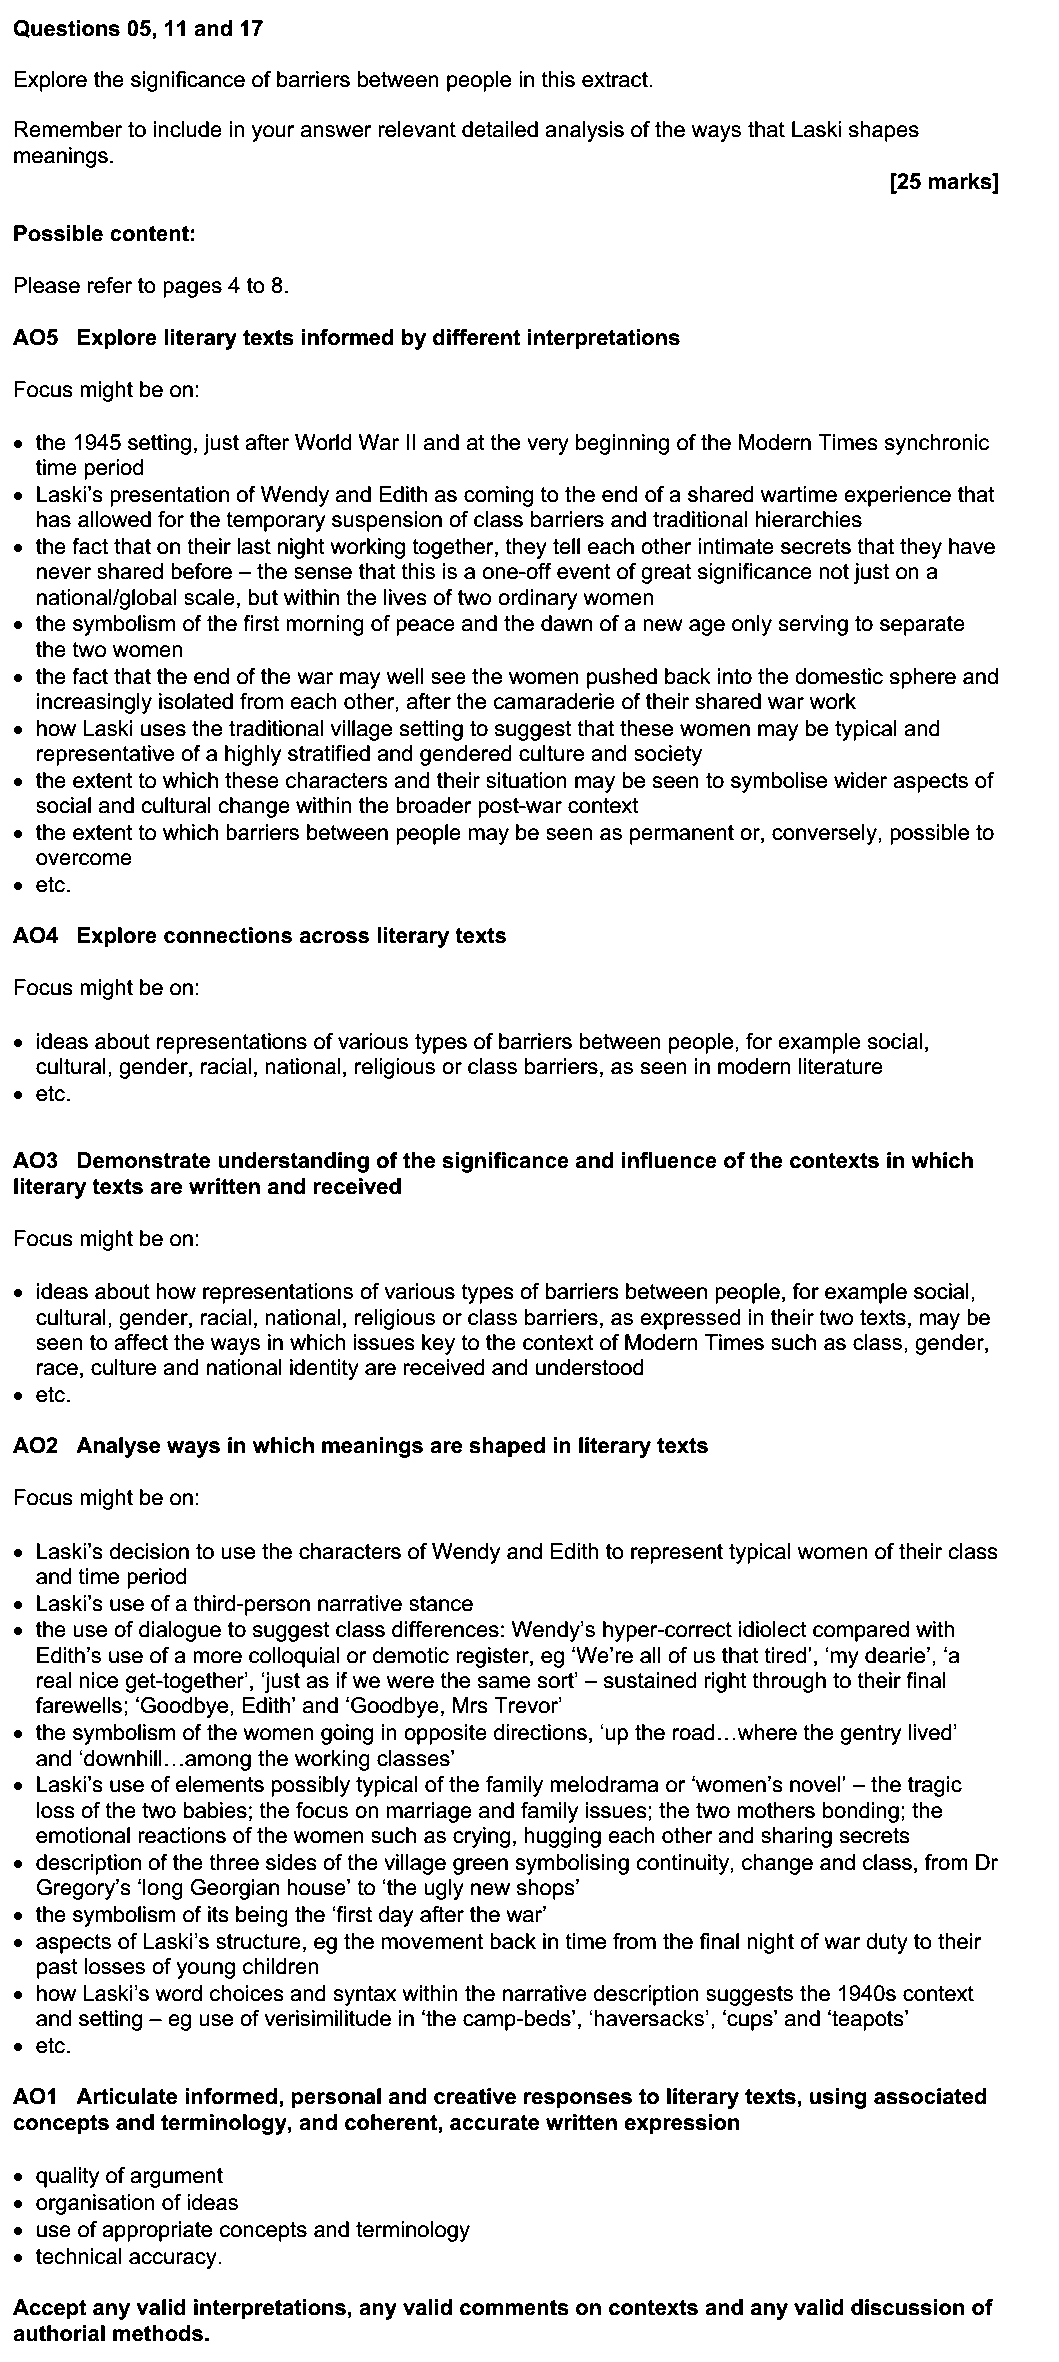 Questions 05, 11 and 17
Explore the significance of barriers between people in this extract.
Remember to include in your answer relevant detailed analysis of the ways that Laski shapes
meanings.
[25 marks]
Possible content:
Please refer to pages 4 to 8.
AO5 Explore literary texts informed by different interpretations
Focus might be on:
• the 1945 setting, just after World War II and at the very beginning of the Modern Times synchronic
time period
• Laski’s presentation of Wendy and Edith as coming to the end of a shared wartime experience that
has allowed for the temporary suspension of class barriers and traditional hierarchies
• the fact that on their last night working together, they tell each other intimate secrets that they have
never shared before – the sense that this is a one-off event of great significance not just on a
national/global scale, but within the lives of two ordinary women
• the symbolism of the first morning of peace and the dawn of a new age only serving to separate
the two women
• the fact that the end of the war may well see the women pushed back into the domestic sphere and
increasingly isolated from each other, after the camaraderie of their shared war work
• how Laski uses the traditional village setting to suggest that these women may be typical and
representative of a highly stratified and gendered culture and society
• the extent to which these characters and their situation may be seen to symbolise wider aspects of
social and cultural change within the broader post-war context
• the extent to which barriers between people may be seen as permanent or, conversely, possible to
overcome
• etc.
AO4 Explore connections across literary texts
Focus might be on:
• ideas about representations of various types of barriers between people, for example social,
cultural, gender, racial, national, religious or class barriers, as seen in modern literature
• etc.
AO3 Demonstrate understanding of the significance and influence of the contexts in which
literary texts are written and received
Focus might be on:
• ideas about how representations of various types of barriers between people, for example social,
cultural, gender, racial, national, religious or class barriers, as expressed in their two texts, may be
seen to affect the ways in which issues key to the context of Modern Times such as class, gender,
race, culture and national identity are received and understood
• etc.
AO2 Analyse ways in which meanings are shaped in literary texts
Focus might be on:
• Laski’s decision to use the characters of Wendy and Edith to represent typical women of their class
and time period
• Laski’s use of a third-person narrative stance
• the use of dialogue to suggest class differences: Wendy’s hyper-correct idiolect compared with
Edith’s use of a more colloquial or demotic register, eg ‘We’re all of us that tired’, ‘my dearie’, ‘a
real nice get-together’, ‘just as if we were the same sort’ – sustained right through to their final
farewells; ‘Goodbye, Edith’ and ‘Goodbye, Mrs Trevor’
• the symbolism of the women going in opposite directions, ‘up the road…where the gentry lived’
and ‘downhill…among the working classes’
• Laski’s use of elements possibly typical of the family melodrama or ‘women’s novel’ – the tragic
loss of the two babies; the focus on marriage and family issues; the two mothers bonding; the
emotional reactions of the women such as crying, hugging each other and sharing secrets
• description of the three sides of the village green symbolising continuity, change and class, from Dr
Gregory’s ‘long Georgian house’ to ‘the ugly new shops’
• the symbolism of its being the ‘first day after the war’
• aspects of Laski’s structure, eg the movement back in time from the final night of war duty to their
past losses of young children
• how Laski’s word choices and syntax within the narrative description suggests the 1940s context
and setting – eg use of verisimilitude in ‘the camp-beds’, ‘haversacks’, ‘cups’ and ‘teapots’
• etc.
AO1 Articulate informed, personal and creative responses to literary texts, using associated
concepts and terminology, and coherent, accurate written expression
• quality of argument
• organisation of ideas
• use of appropriate concepts and terminology
• technical accuracy.
Accept any valid interpretations, any valid comments on contexts and any valid discussion of
authorial methods.